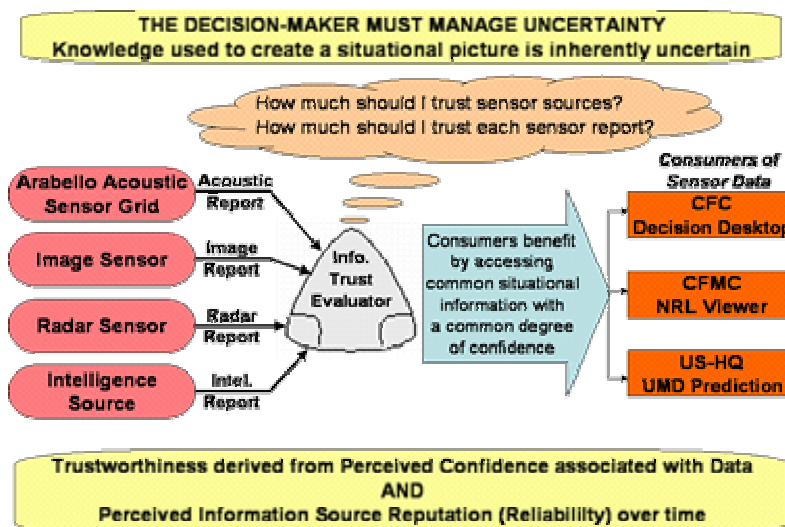 THE DECISION-MAKER MUST MANAGE UNCERTAINTY
Knowledge used to create a situational picture is inherently uncertain
How much should I trust sensor sources?
How much should I trust each sensor report?
Arabello Acoustic
Sensor Grid
Acoustic
Report
Image Sensor
Image
Report
Radar Sensor
Radar
Report
Intelligence
Source
Intel.
Report
Info.
Trust
Evaluator
Consumers benefit
by accessing
common situational
information with
a common degree
of confidence
Consumers of
Sensor Data
CFC
Decision Desktop
CFMC
NRL Viewer
US-HQ
UMD Prediction
Trustworthiness derived from Perceived Confidence associated with Data
AND
Perceived Information Source Reputation (Reliabililty) over time